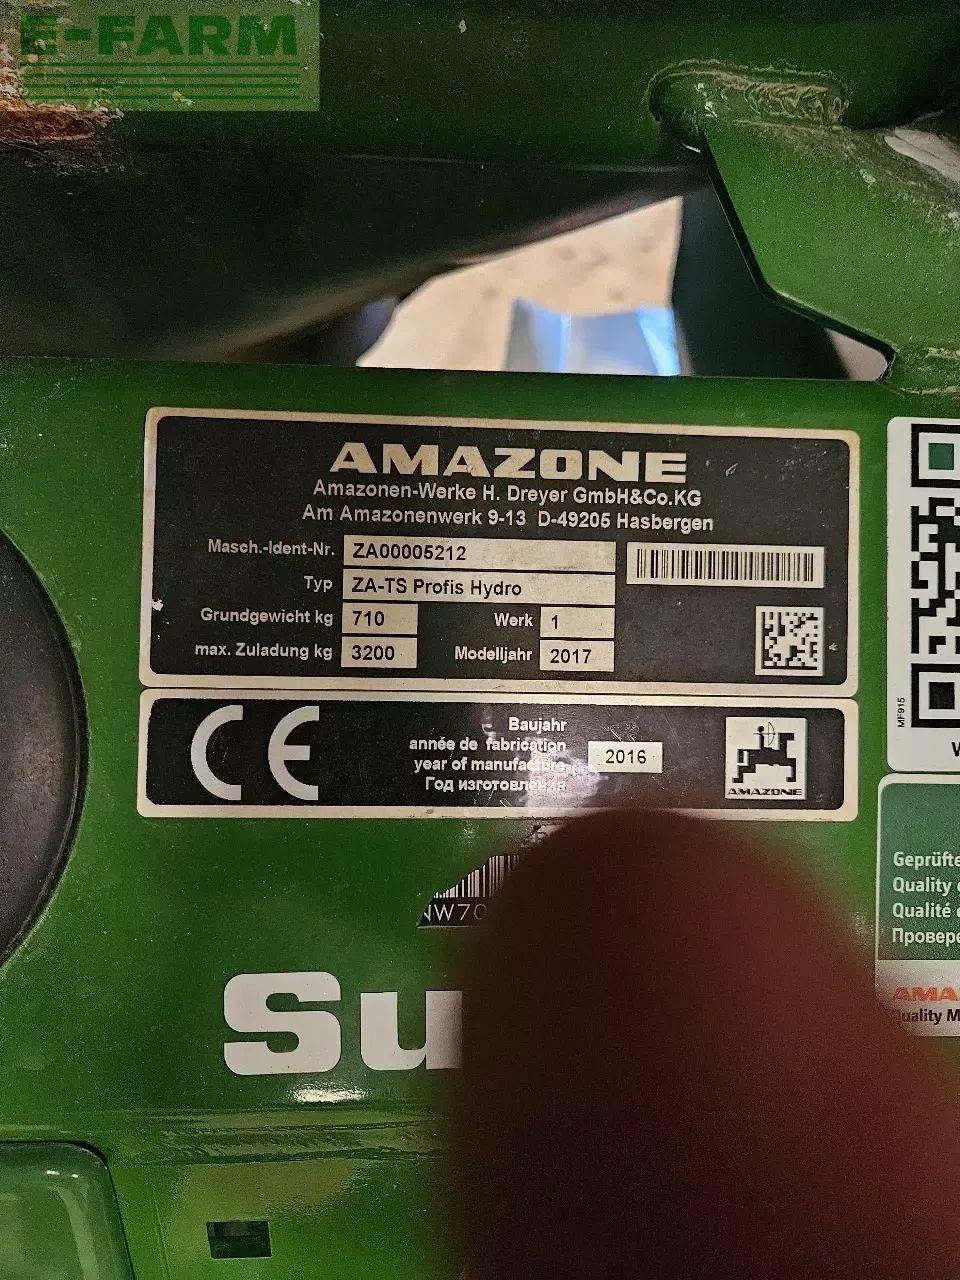 E-FARM
AMAZONE
Amazonen-Werke H. Dreyer GmbH&Co.KG
Am Amazonenwerk 9-13 D-49205 Hasbergen
Masch.-Ident-Nr. ZA00005212
Typ ZA-TS Profis Hydro
Grundgewicht kg 710 Werk 1
max. Zuladung kg 3200 Modelljahr 2017
CE
Baujahr
année de fabrication
year of manufacture
Год изготовления
2016
AMAZONE
MF915
NW70
Su
Geprüfte
Quality
Qualité
Провере
AMA
Quality M